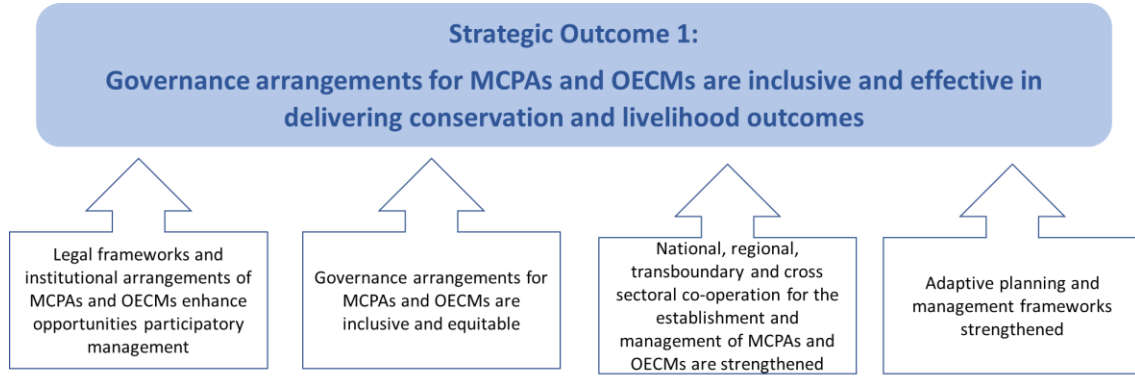 Strategic Outcome 1:
Governance arrangements for MCPAs and OECMs are inclusive and effective in
delivering conservation and livelihood outcomes
Legal frameworks and
institutional arrangements of
MCPAs and OECMs enhance
opportunities participatory
management
Governance arrangements for
MCPAs and OECMs are
inclusive and equitable
National, regional,
transboundary and cross
sectoral co-operation for the
establishment and
management of MCPAs and
OECMs are strengthened
Adaptive planning and
management frameworks
strengthened